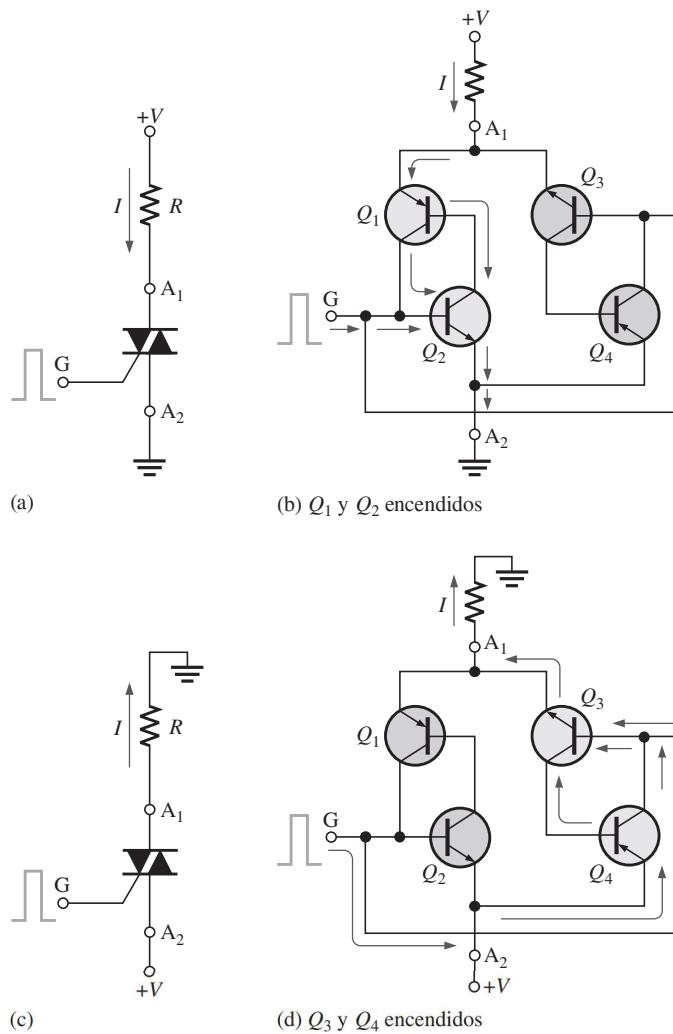 +V
I
R
A1
G
A2
(a)
+V
I
A1
Q1
Q3
G
Q2
Q4
A2
(b) Q1 y Q2 encendidos
I
R
A1
G
A2
+V
(c)
I
A1
Q1
Q3
G
Q2
Q4
A2
+V
(d) Q3 y Q4 encendidos